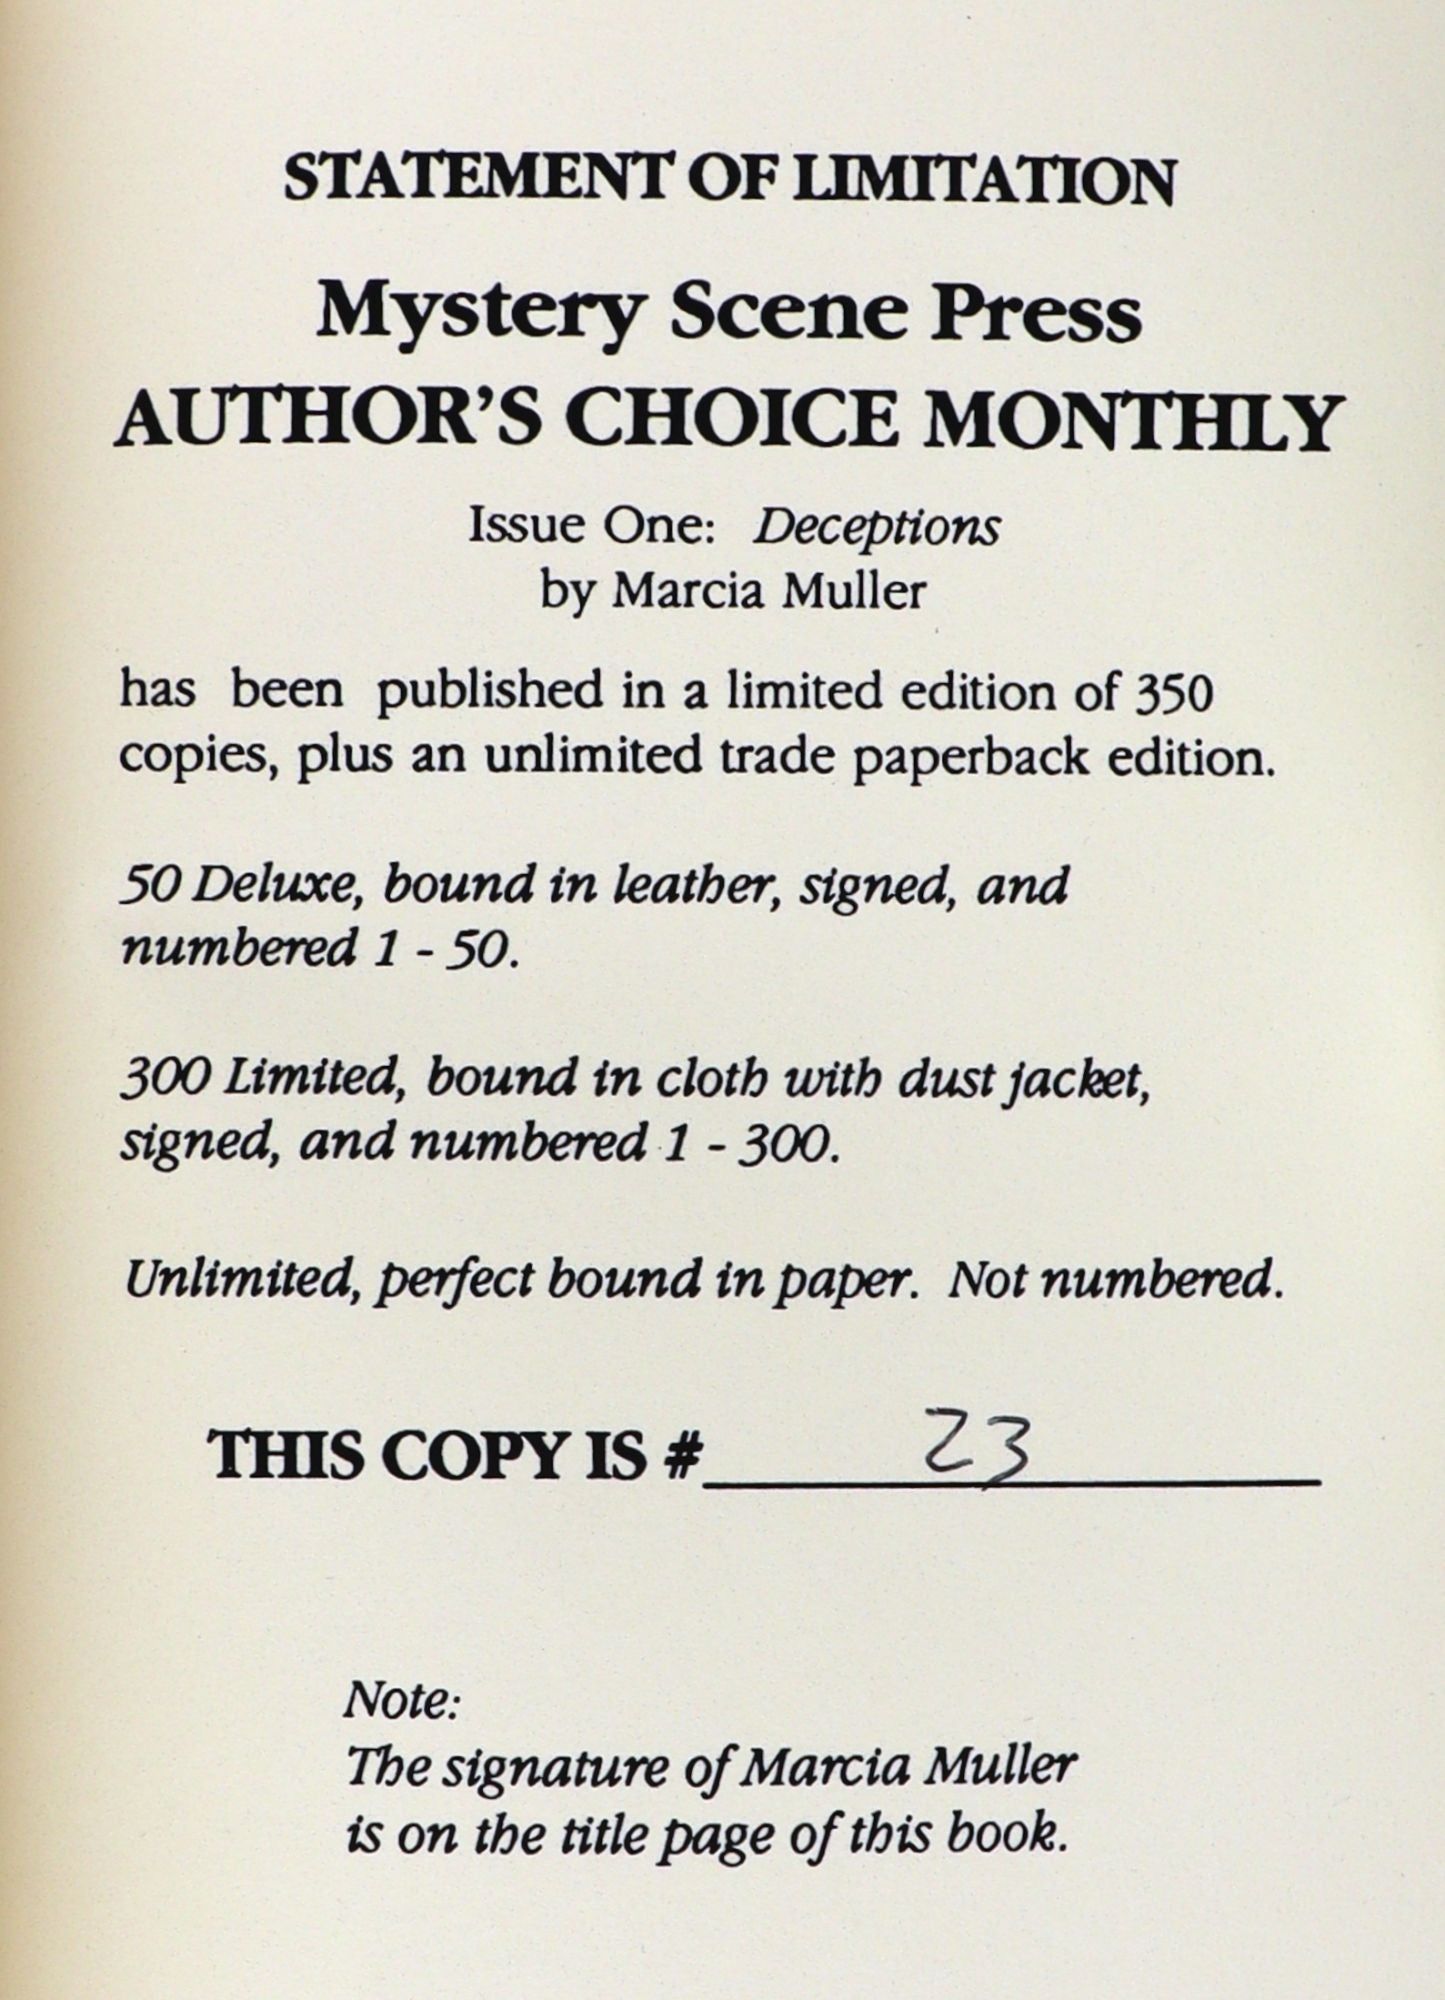 STATEMENT OF LIMITATION
Mystery Scene Press
AUTHOR'S CHOICE MONTHLY
Issue One: Deceptions
by Marcia Muller
has been published in a limited edition of 350
copies, plus an unlimited trade paperback edition.
50 Deluxe, bound in leather, signed, and
numbered 1 - 50.
300 Limited, bound in cloth with dust jacket,
signed, and numbered 1 - 300.
Unlimited, perfect bound in paper. Not numbered.
THIS COPY IS # 23
Note:
The signature of Marcia Muller
is on the title page of this book.